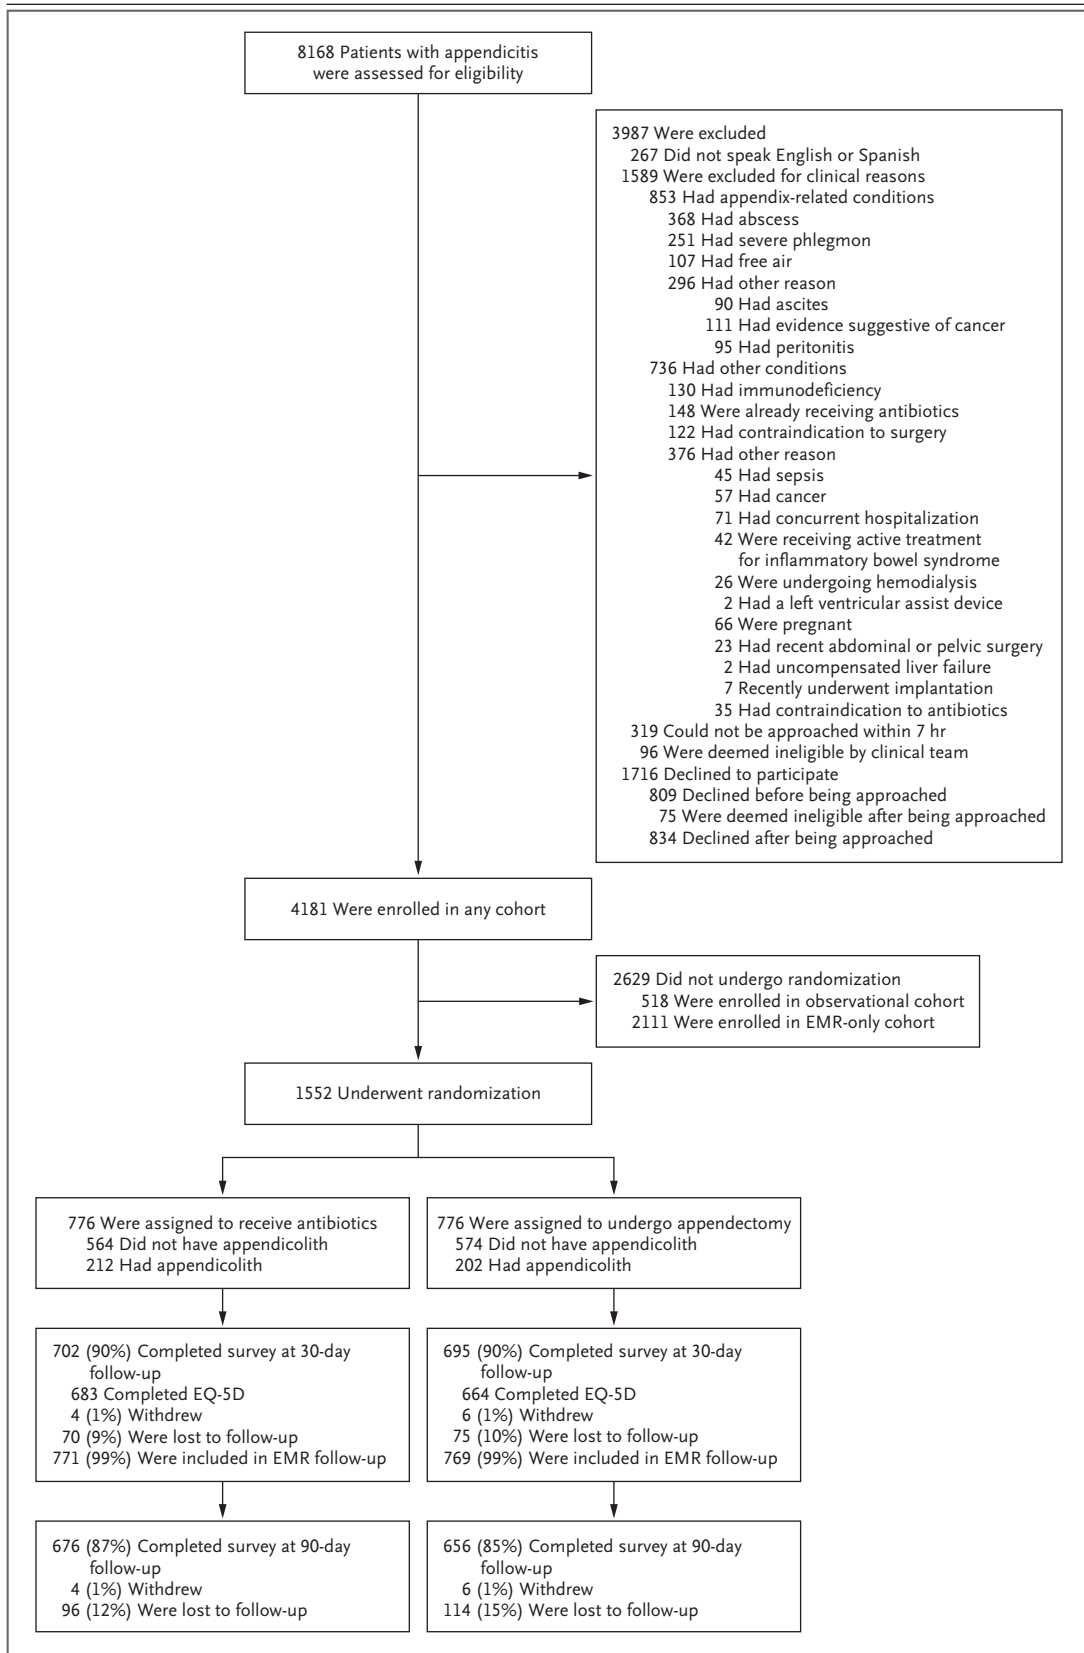 8168 Patients with appendicitis
were assessed for eligibility
3987 Were excluded
267 Did not speak English or Spanish
1589 Were excluded for clinical reasons
853 Had appendix-related conditions
368 Had abscess
251 Had severe phlegmon
107 Had free air
296 Had other reason
90 Had ascites
111 Had evidence suggestive of cancer
95 Had peritonitis
736 Had other conditions
130 Had immunodeficiency
148 Were already receiving antibiotics
122 Had contraindication to surgery
376 Had other reason
45 Had sepsis
57 Had cancer
71 Had concurrent hospitalization
42 Were receiving active treatment
for inflammatory bowel syndrome
26 Were undergoing hemodialysis
2 Had a left ventricular assist device
66 Were pregnant
23 Had recent abdominal or pelvic surgery
2 Had uncompensated liver failure
7 Recently underwent implantation
35 Had contraindication to antibiotics
319 Could not be approached within 7 hr
96 Were deemed ineligible by clinical team
1716 Declined to participate
809 Declined before being approached
75 Were deemed ineligible after being approached
834 Declined after being approached
4181 Were enrolled in any cohort
2629 Did not undergo randomization
518 Were enrolled in observational cohort
2111 Were enrolled in EMR-only cohort
1552 Underwent randomization
776 Were assigned to receive antibiotics
564 Did not have appendicolith
212 Had appendicolith
776 Were assigned to undergo appendectomy
574 Did not have appendicolith
202 Had appendicolith
702 (90%) Completed survey at 30-day
follow-up
683 Completed EQ-5D
4 (1%) Withdrew
70 (9%) Were lost to follow-up
771 (99%) Were included in EMR follow-up
695 (90%) Completed survey at 30-day
follow-up
664 Completed EQ-5D
6 (1%) Withdrew
75 (10%) Were lost to follow-up
769 (99%) Were included in EMR follow-up
676 (87%) Completed survey at 90-day
follow-up
4 (1%) Withdrew
96 (12%) Were lost to follow-up
656 (85%) Completed survey at 90-day
follow-up
6 (1%) Withdrew
114 (15%) Were lost to follow-up